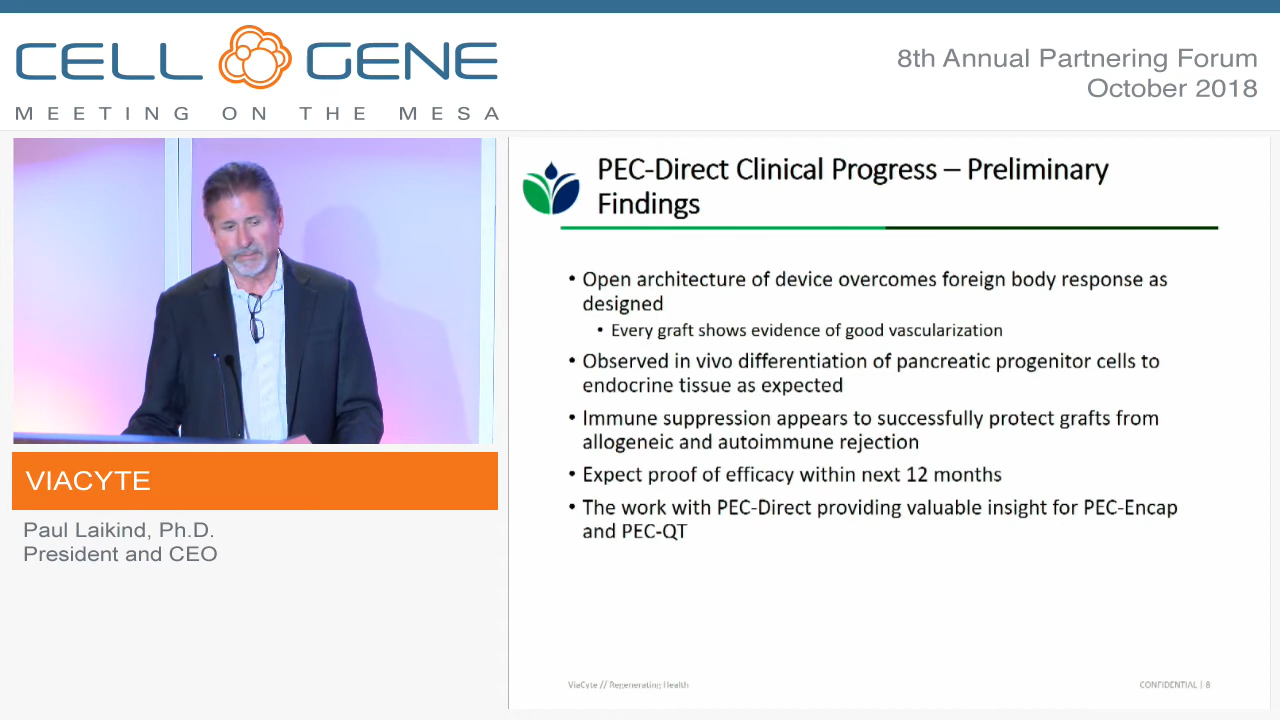 CELL GENE
MEETING ON THE MESA
8th Annual Partnering Forum
October 2018
VIACYTE
Paul Laikind, Ph.D.
President and CEO
PEC-Direct Clinical Progress – Preliminary
Findings
• Open architecture of device overcomes foreign body response as
designed
• Every graft shows evidence of good vascularization
• Observed in vivo differentiation of pancreatic progenitor cells to
endocrine tissue as expected
• Immune suppression appears to successfully protect grafts from
allogeneic and autoimmune rejection
• Expect proof of efficacy within next 12 months
• The work with PEC-Direct providing valuable insight for PEC-Encap
and PEC-QT
ViaCyte // Regenerating Health
CONFIDENTIAL | 8